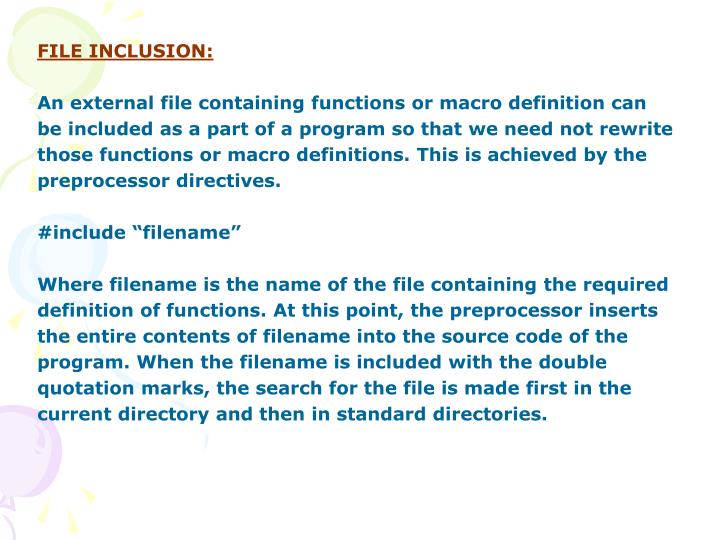 FILE INCLUSION:
An external file containing functions or macro definition can
be included as a part of a program so that we need not rewrite
those functions or macro definitions. This is achieved by the
preprocessor directives.
#include “filename”
Where filename is the name of the file containing the required
definition of functions. At this point, the preprocessor inserts
the entire contents of filename into the source code of the
program. When the filename is included with the double
quotation marks, the search for the file is made first in the
current directory and then in standard directories.